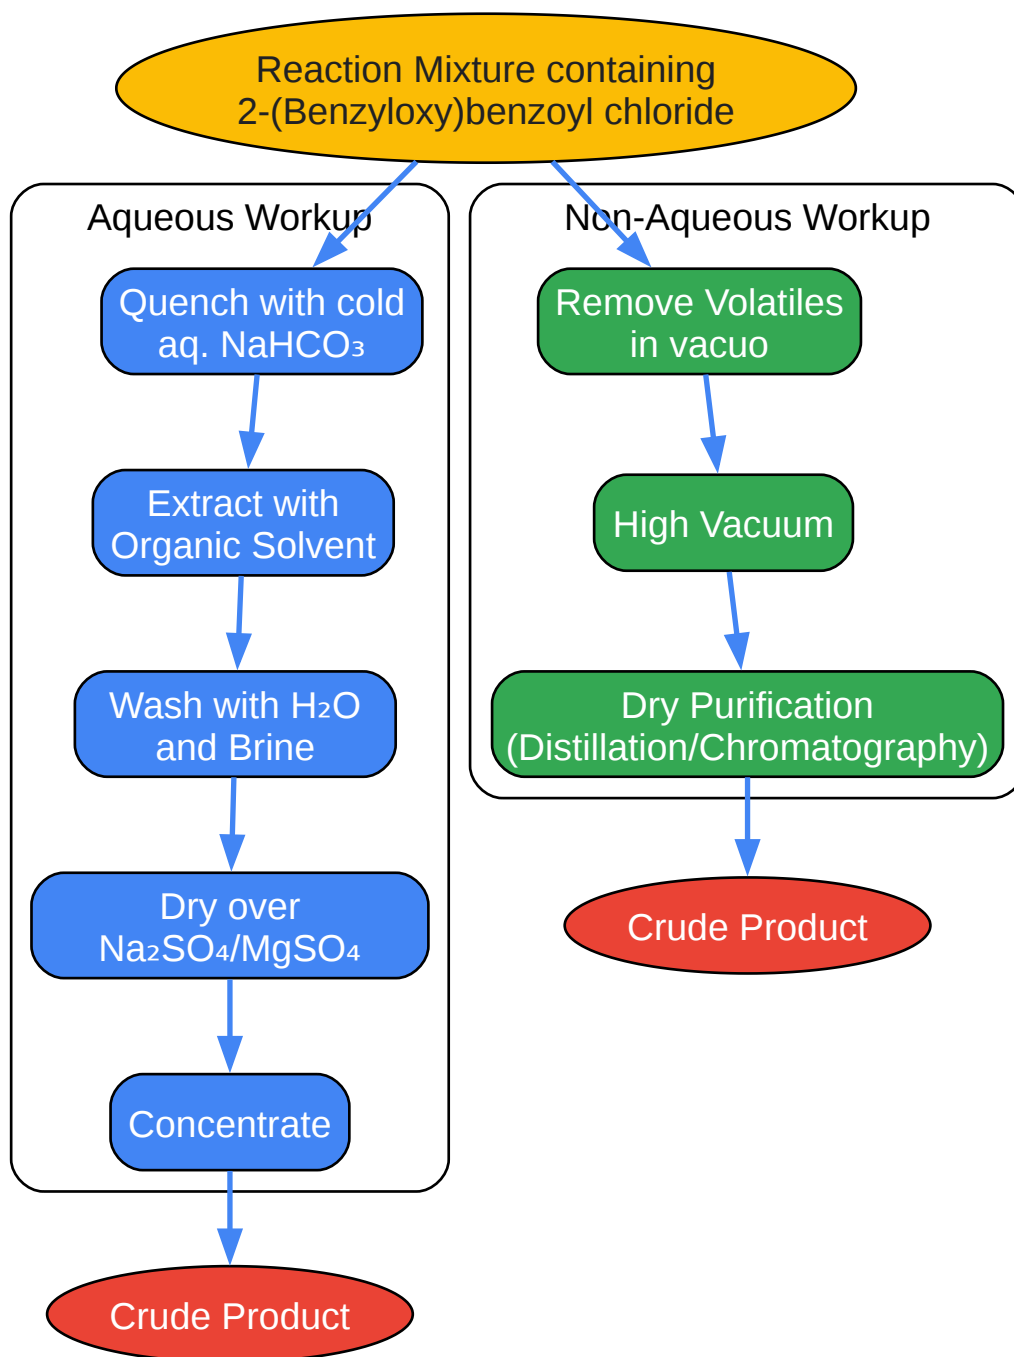 Reaction Mixture containing
2-(Benzyloxy)benzoyl chloride
Aqueous Workup
Quench with cold
aq. NaHCO₃
Extract with
Organic Solvent
Wash with H₂O
and Brine
Dry over
Na₂SO₄/MgSO₄
Concentrate
Crude Product
Non-Aqueous Workup
Remove Volatiles
in vacuo
High Vacuum
Dry Purification
(Distillation/Chromatography)
Crude Product